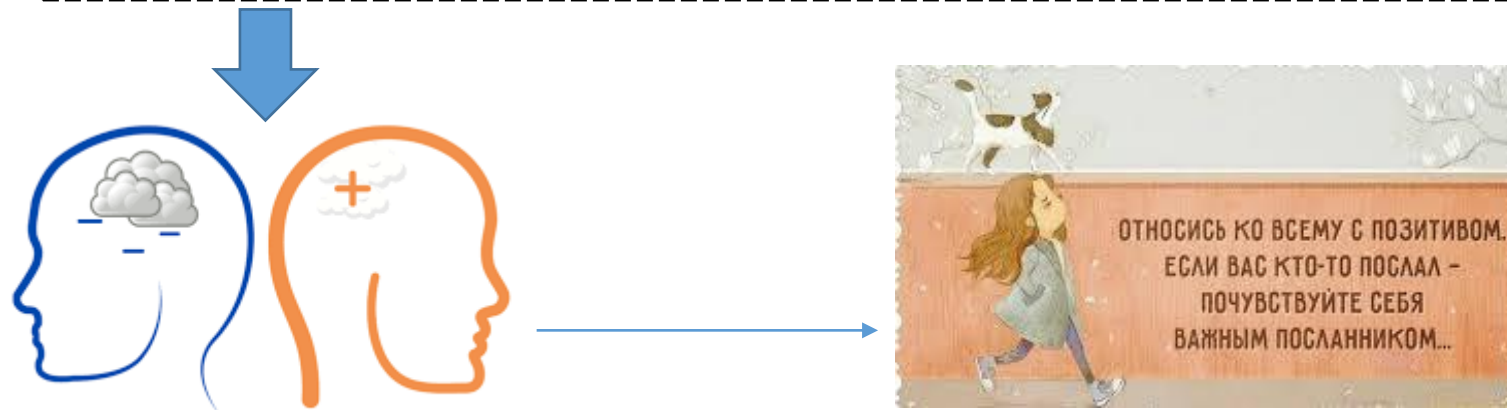 ОТНОСИСЬ КО ВСЕМУ С ПОЗИТИВОМ.
ЕСЛИ ВАС КТО-ТО ПОСЛАЛ –
ПОЧУВСТВУЙТЕ СЕБЯ
ВАЖНЫМ ПОСЛАННИКОМ...